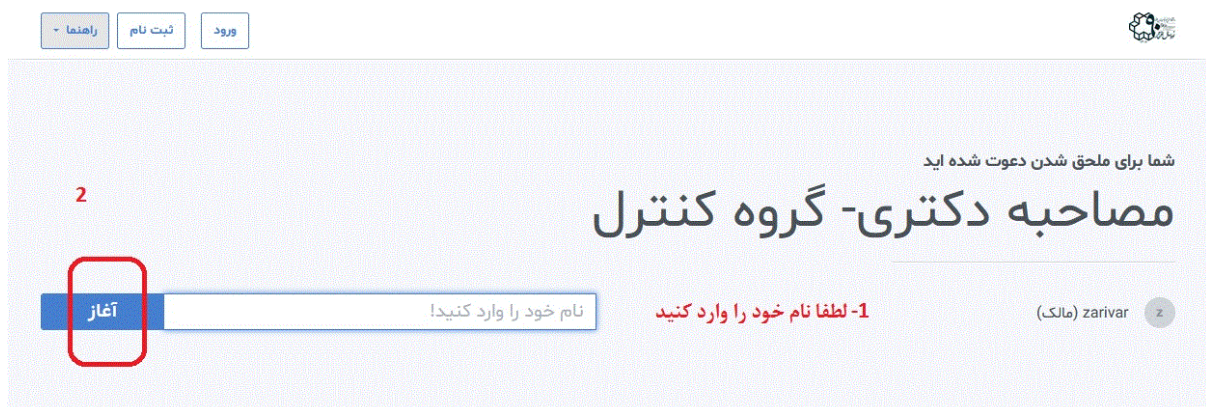 ورود
ثبت نام
راهنما
شما برای ملحق شدن دعوت شده اید
مصاحبه دکتری- گروه کنترل
2
z
zarivar (مالک)
1- لطفا نام خود را وارد کنید
نام خود را وارد کنید!
آغاز